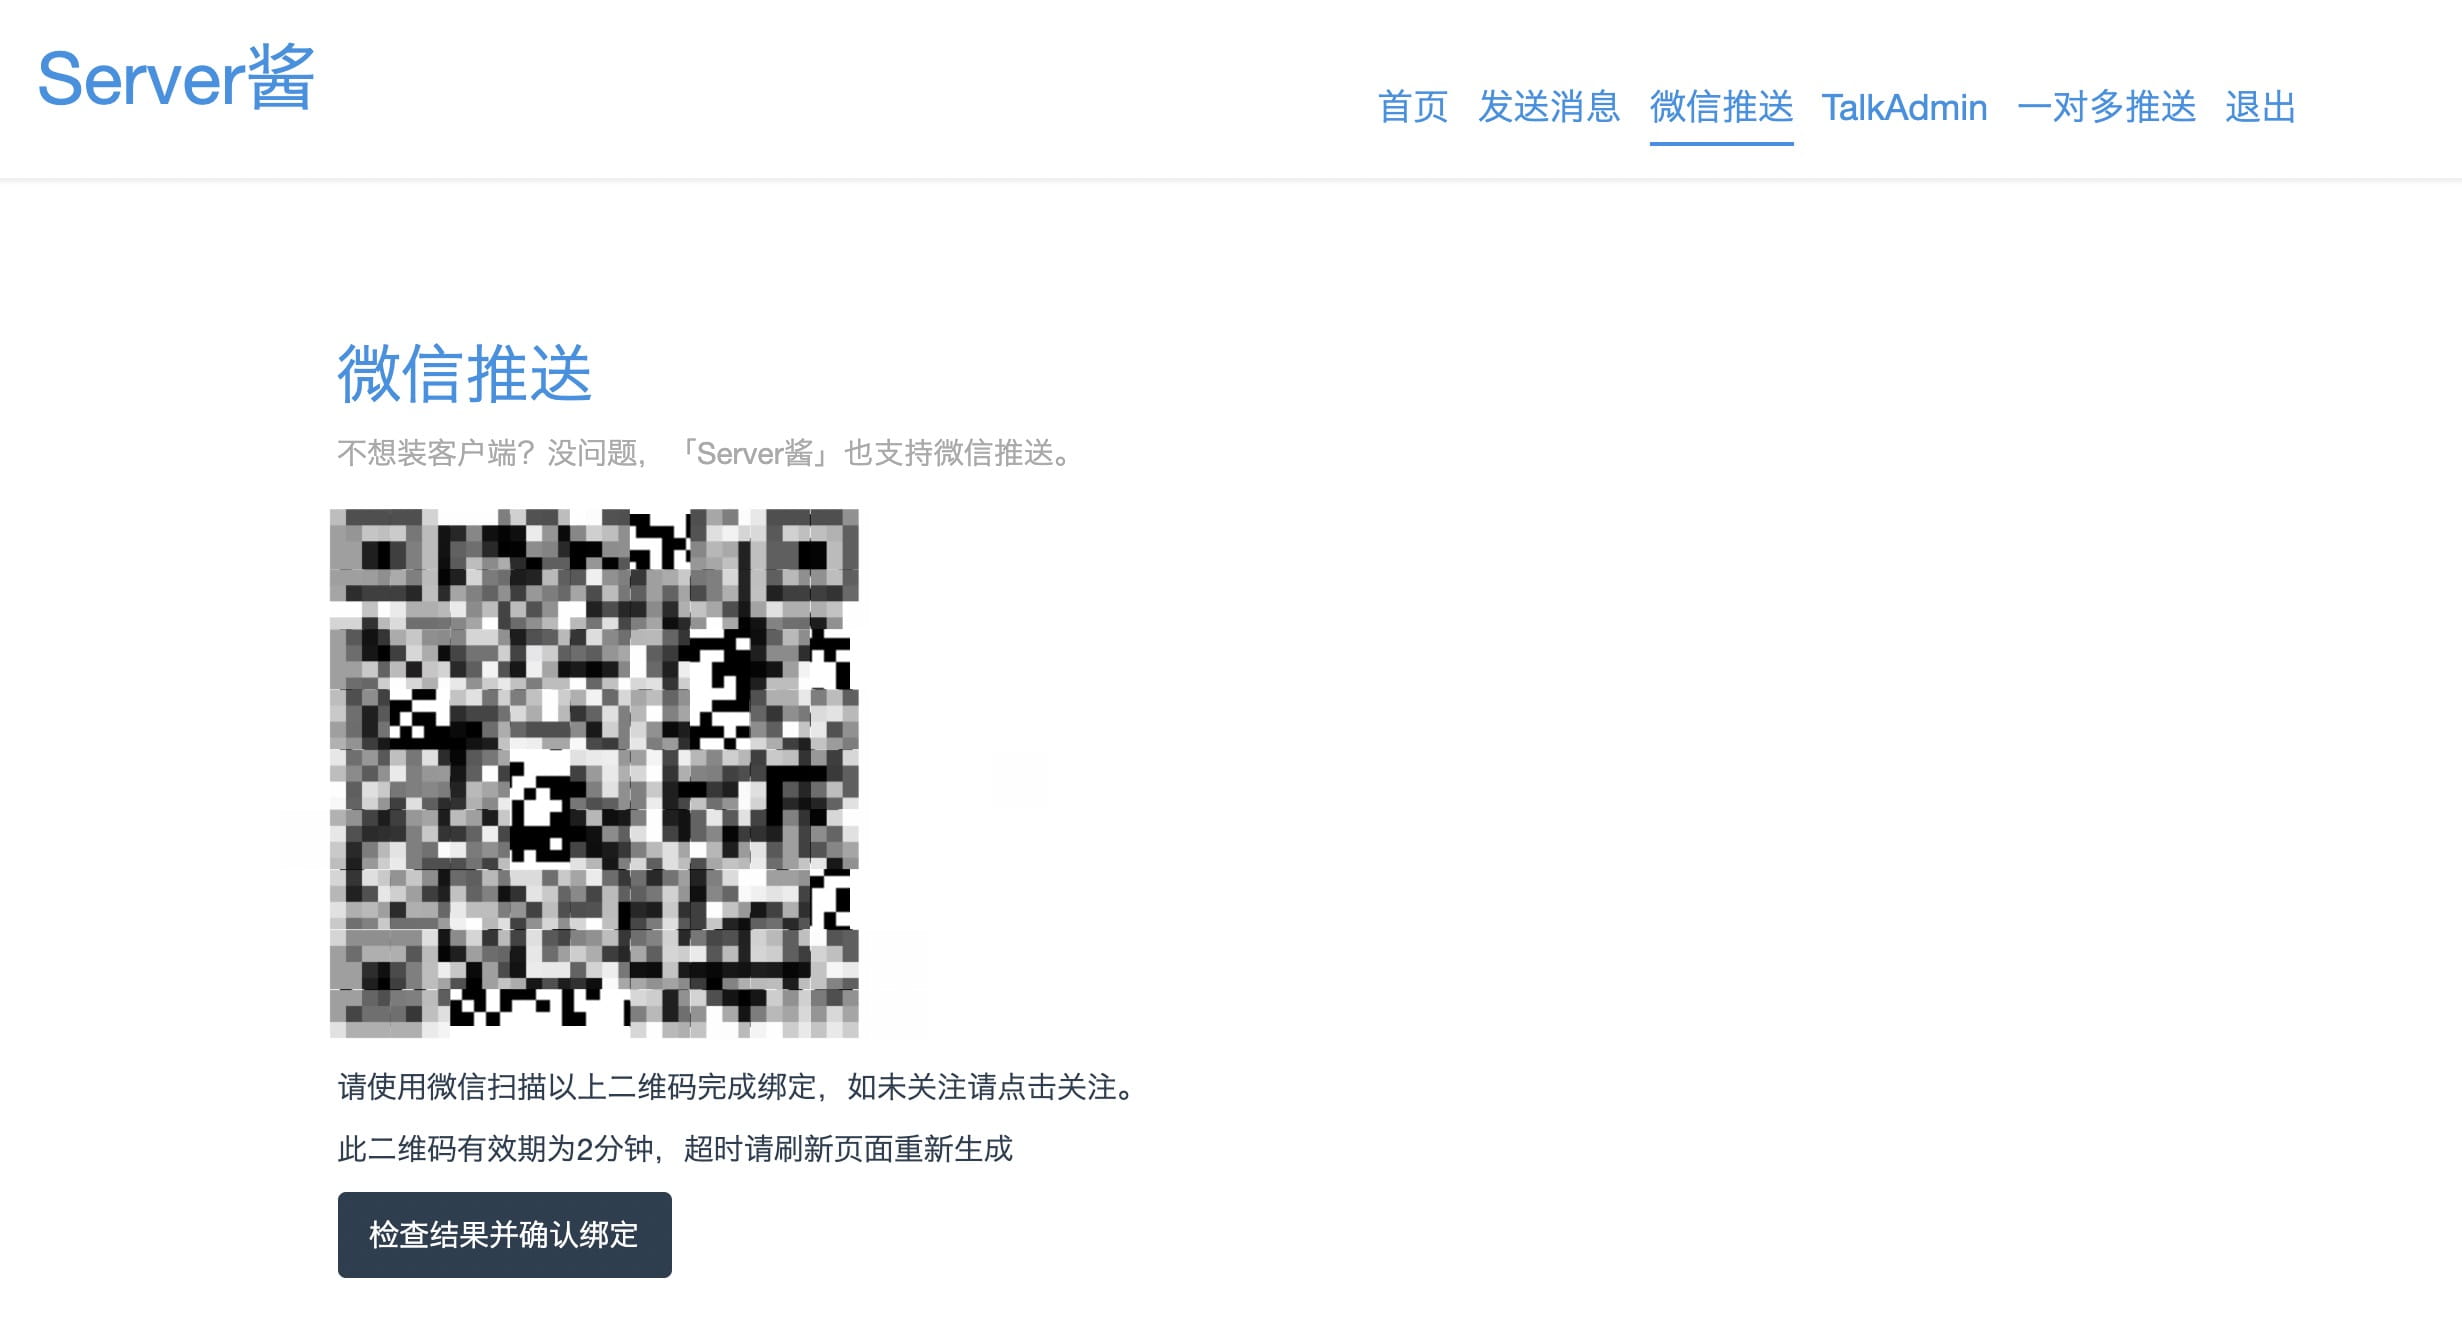 Server酱
首页 发送消息 微信推送 TalkAdmin 一对多推送 退出
微信推送
不想装客户端？没问题，「Server酱」也支持微信推送。
请使用微信扫描以上二维码完成绑定，如未关注请点击关注。
此二维码有效期为2分钟，超时请刷新页面重新生成
检查结果并确认绑定